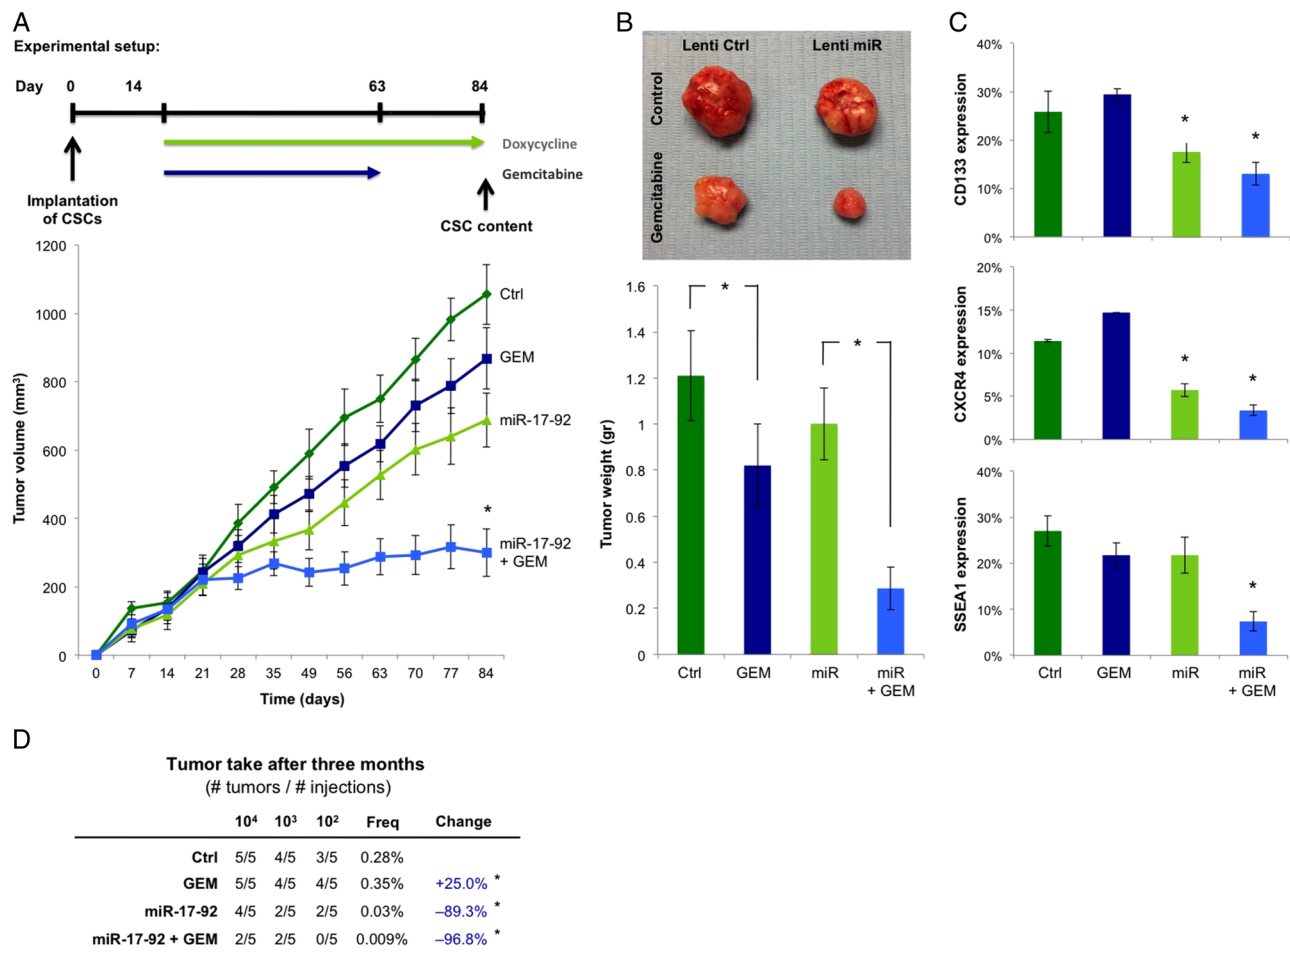 A
Experimental setup:
Day 0 14 63 84
Doxycycline
Gemcitabine
Implantation
of CSCs
CSC content
Tumor volume (mm³)
1200
1000
800
600
400
200
0
Ctrl
GEM
miR-17-92
*
miR-17-92
+ GEM
0 7 14 21 28 35 49 56 63 70 77 84
Time (days)
B
Lenti Ctrl Lenti miR
Control
Gemcitabine
Tumor weight (gr)
1.6
1.4
1.2
1
0.8
0.6
0.4
0.2
0
*
*
Ctrl GEM miR miR
+ GEM
C
CD133 expression
40%
30%
20%
10%
0%
*
*
CXCR4 expression
20%
15%
10%
5%
0%
*
*
SSEA1 expression
40%
30%
20%
10%
0%
*
Ctrl GEM miR miR
+ GEM
D
Tumor take after three months
(# tumors / # injections)
10⁴ 10³ 10² Freq Change
Ctrl 5/5 4/5 3/5 0.28%
GEM 5/5 4/5 4/5 0.35% +25.0% *
miR-17-92 4/5 2/5 2/5 0.03% –89.3% *
miR-17-92 + GEM 2/5 2/5 0/5 0.009% –96.8% *